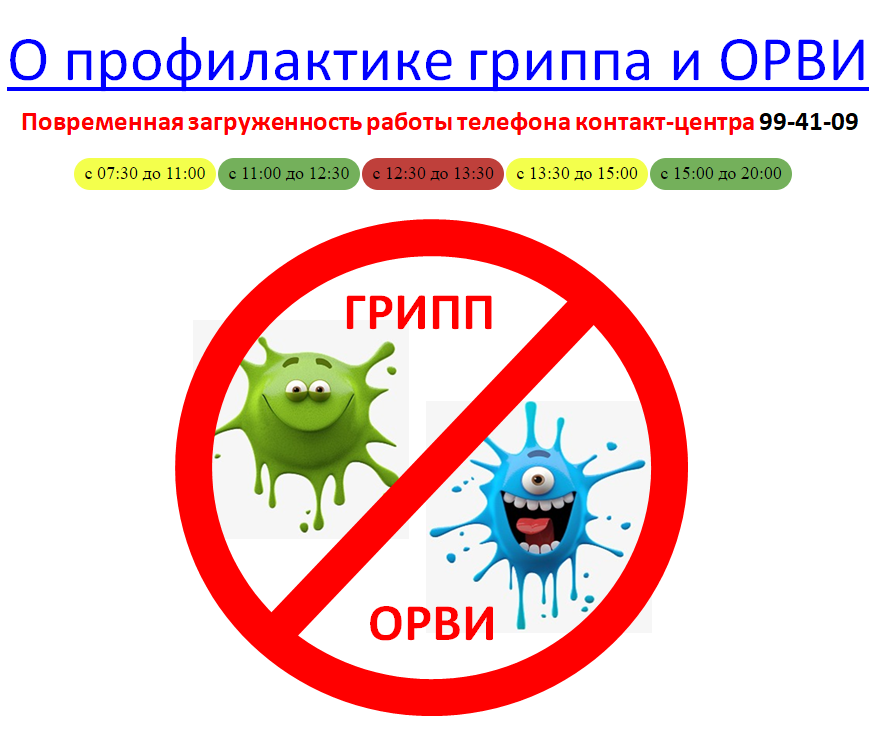 О профилактике гриппа и ОРВИ
Повременная загруженность работы телефона контакт-центра 99-41-09
с 07:30 до 11:00 с 11:00 до 12:30 с 12:30 до 13:30 с 13:30 до 15:00 с 15:00 до 20:00
ГРИПП
ОРВИ